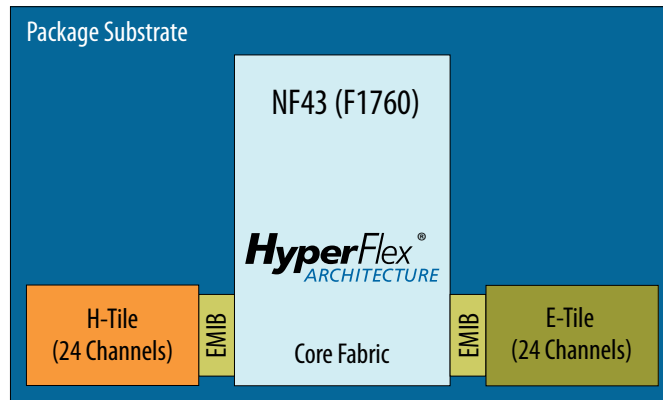 Package Substrate
NF43 (F1760)
HyperFlex®
ARCHITECTURE
H-Tile
(24 Channels)
EMIB
Core Fabric
EMIB
E-Tile
(24 Channels)